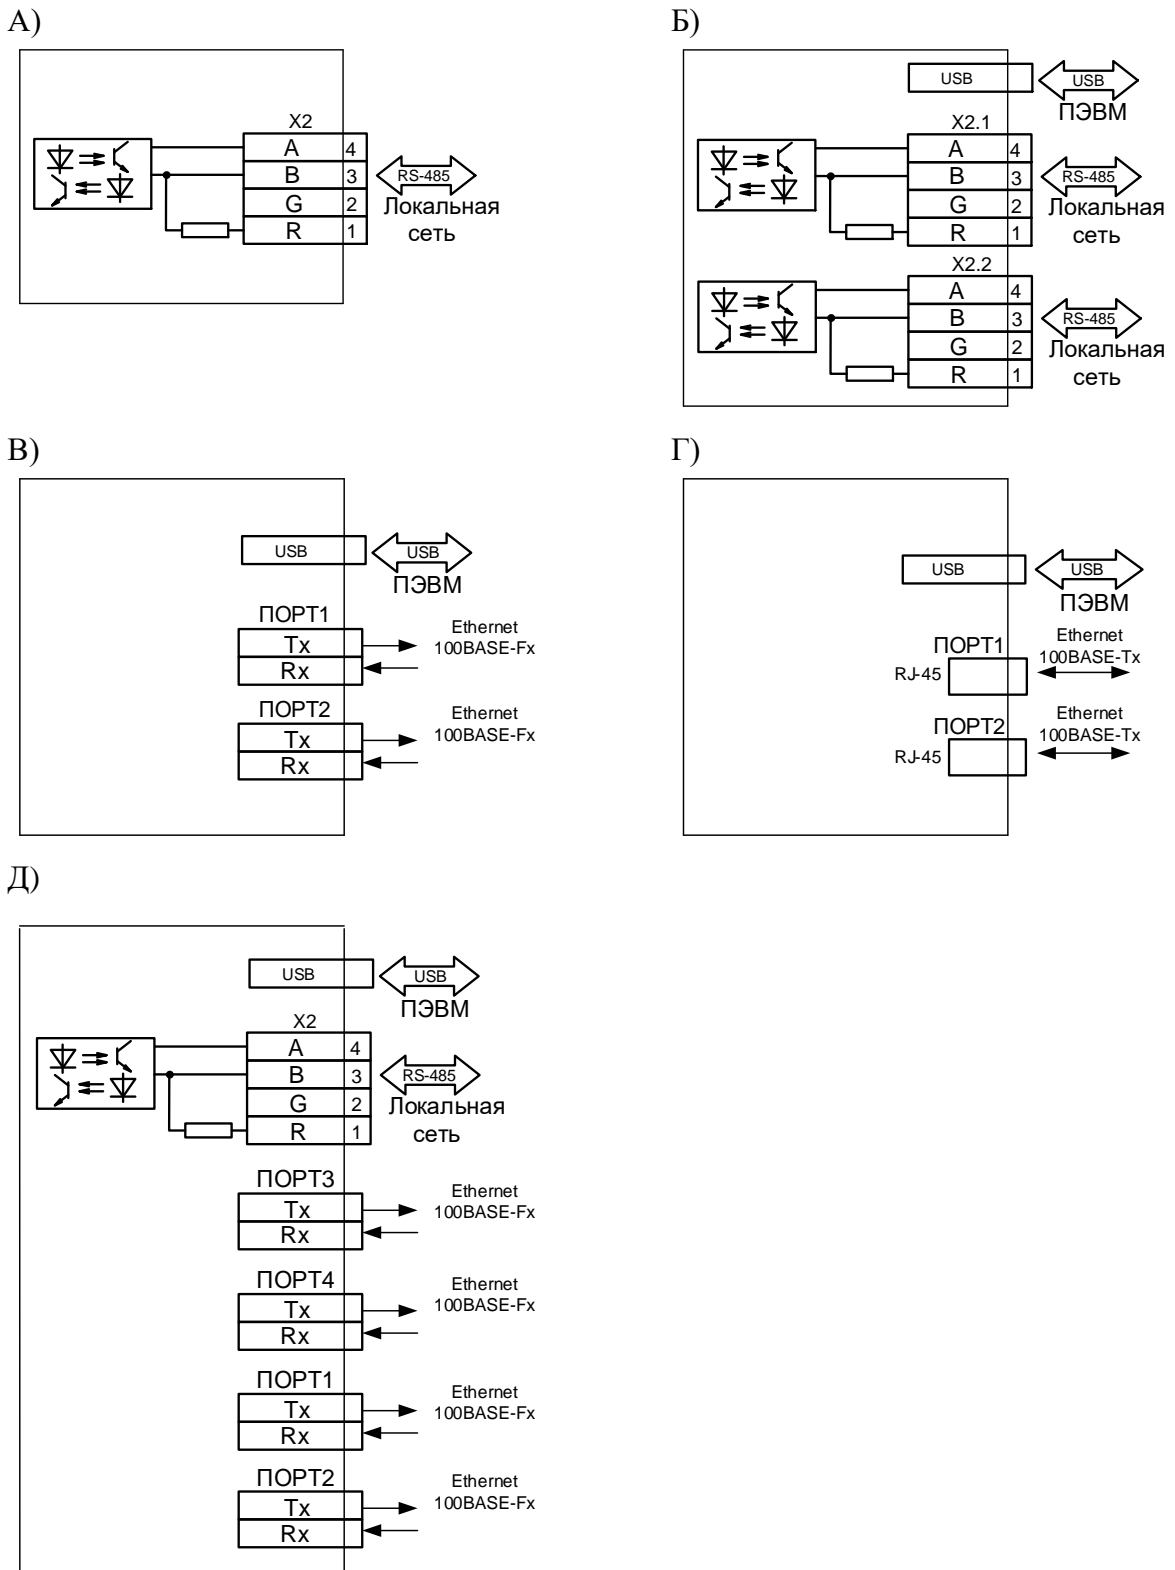 А)
X2
A 4
B 3
G 2
R 1
RS-485
Локальная
сеть
Б)
USB
USB
ПЭВМ
X2.1
A 4
B 3
G 2
R 1
RS-485
Локальная
сеть
X2.2
A 4
B 3
G 2
R 1
RS-485
Локальная
сеть
В)
USB
USB
ПЭВМ
ПОРТ1
Tx
Rx
Ethernet
100BASE-Fx
ПОРТ2
Tx
Rx
Ethernet
100BASE-Fx
Г)
USB
USB
ПЭВМ
ПОРТ1
RJ-45
Ethernet
100BASE-Tx
ПОРТ2
RJ-45
Ethernet
100BASE-Tx
Д)
USB
USB
ПЭВМ
X2
A 4
B 3
G 2
R 1
RS-485
Локальная
сеть
ПОРТ3
Tx
Rx
Ethernet
100BASE-Fx
ПОРТ4
Tx
Rx
Ethernet
100BASE-Fx
ПОРТ1
Tx
Rx
Ethernet
100BASE-Fx
ПОРТ2
Tx
Rx
Ethernet
100BASE-Fx